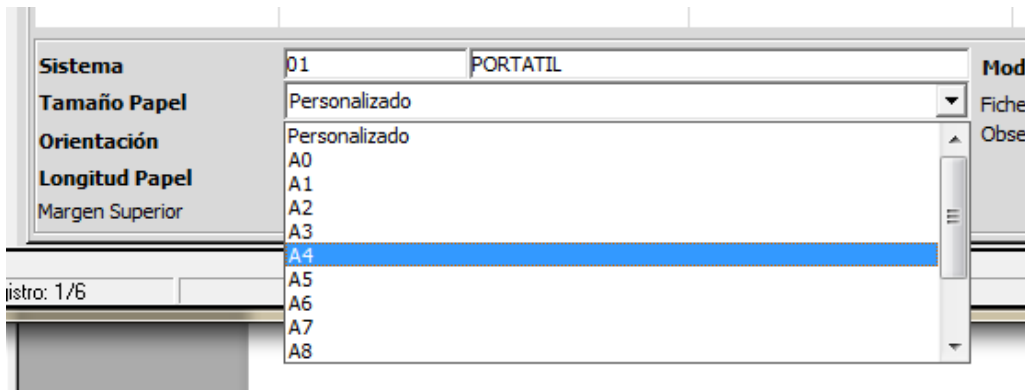 Sistema 01 PORTATIL Mod
Tamaño Papel Personalizado Fiche
Orientación Personalizado Obse
A0
Longitud Papel A1
Margen Superior A2
A3
A4
A5
gistro: 1/6 A6
A7
A8